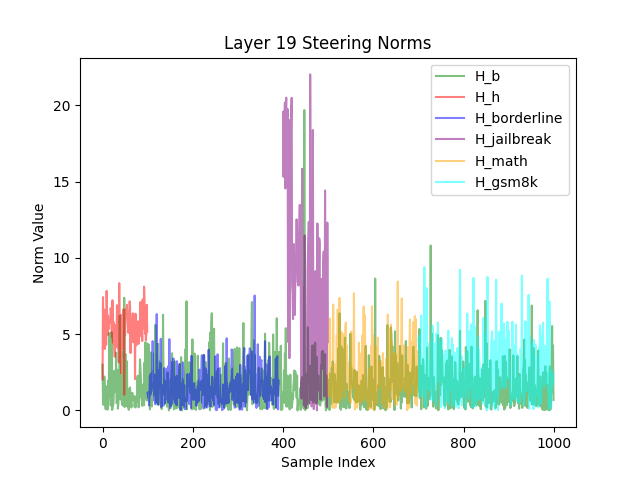 Layer 19 Steering Norms
H_b
H_h
H_borderline
H_jailbreak
H_math
H_gsm8k
Norm Value
20
15
10
5
0
0 200 400 600 800 1000
Sample Index